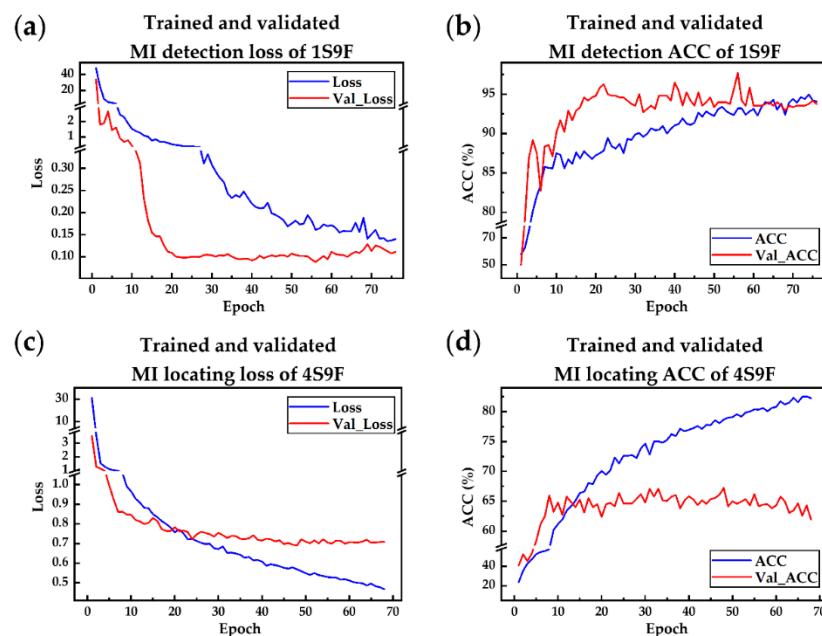 (a)
Trained and validated
MI detection loss of 1S9F
40
20
2
1
0.30
0.25
0.20
0.15
0.10
Loss
Loss
Val_Loss
0 10 20 30 40 50 60 70
Epoch
(b)
Trained and validated
MI detection ACC of 1S9F
95
90
85
80
70
60
50
ACC (%)
ACC
Val_ACC
0 10 20 30 40 50 60 70
Epoch
(c)
Trained and validated
MI locating loss of 4S9F
30
10
4
3
2
1
1.0
0.9
0.8
0.7
0.6
0.5
Loss
Loss
Val_Loss
0 10 20 30 40 50 60 70
Epoch
(d)
Trained and validated
MI locating ACC of 4S9F
80
75
70
65
60
40
20
ACC (%)
ACC
Val_ACC
0 10 20 30 40 50 60 70
Epoch